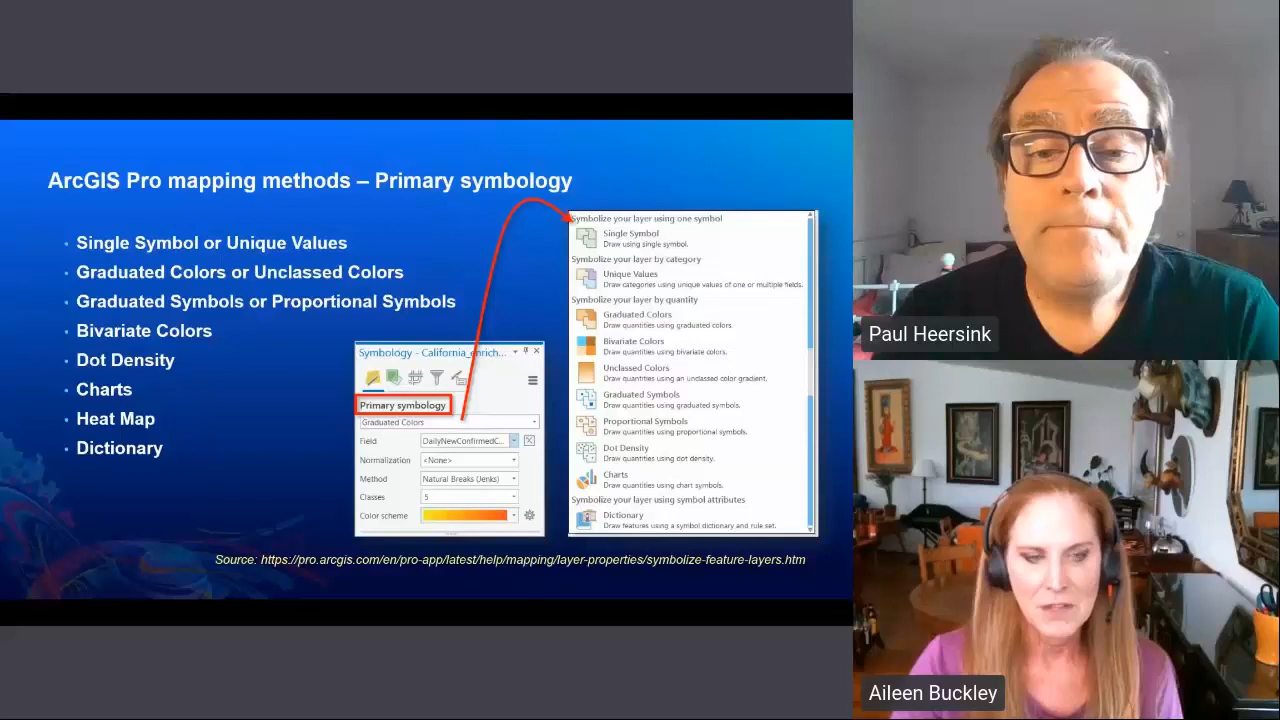 ArcGIS Pro mapping methods – Primary symbology
Single Symbol or Unique Values
Graduated Colors or Unclassed Colors
Graduated Symbols or Proportional Symbols
Bivariate Colors
Dot Density
Charts
Heat Map
Dictionary
Symbology - California_enrich...
Primary symbology
Graduated Colors
Field
DailyNewConfirmedC...
Normalization
<None>
Method
Natural Breaks (Jenks)
Classes
5
Color scheme
Symbolize your layer using one symbol
Single Symbol
Draw using single symbol.
Symbolize your layer by category
Unique Values
Draw categories using unique values of one or multiple fields.
Symbolize your layer by quantity
Graduated Colors
Draw quantities using graduated colors.
Bivariate Colors
Draw quantities using bivariate colors.
Unclassed Colors
Draw quantities using an unclassed color gradient.
Graduated Symbols
Draw quantities using graduated symbols.
Proportional Symbols
Draw quantities using proportional symbols.
Dot Density
Draw quantities using dot density.
Charts
Draw quantities using chart symbols.
Symbolize your layer using symbol attributes
Dictionary
Draw features using a symbol dictionary and rule set.
Source: https://pro.arcgis.com/en/pro-app/latest/help/mapping/layer-properties/symbolize-feature-layers.htm
Paul Heersink
Aileen Buckley